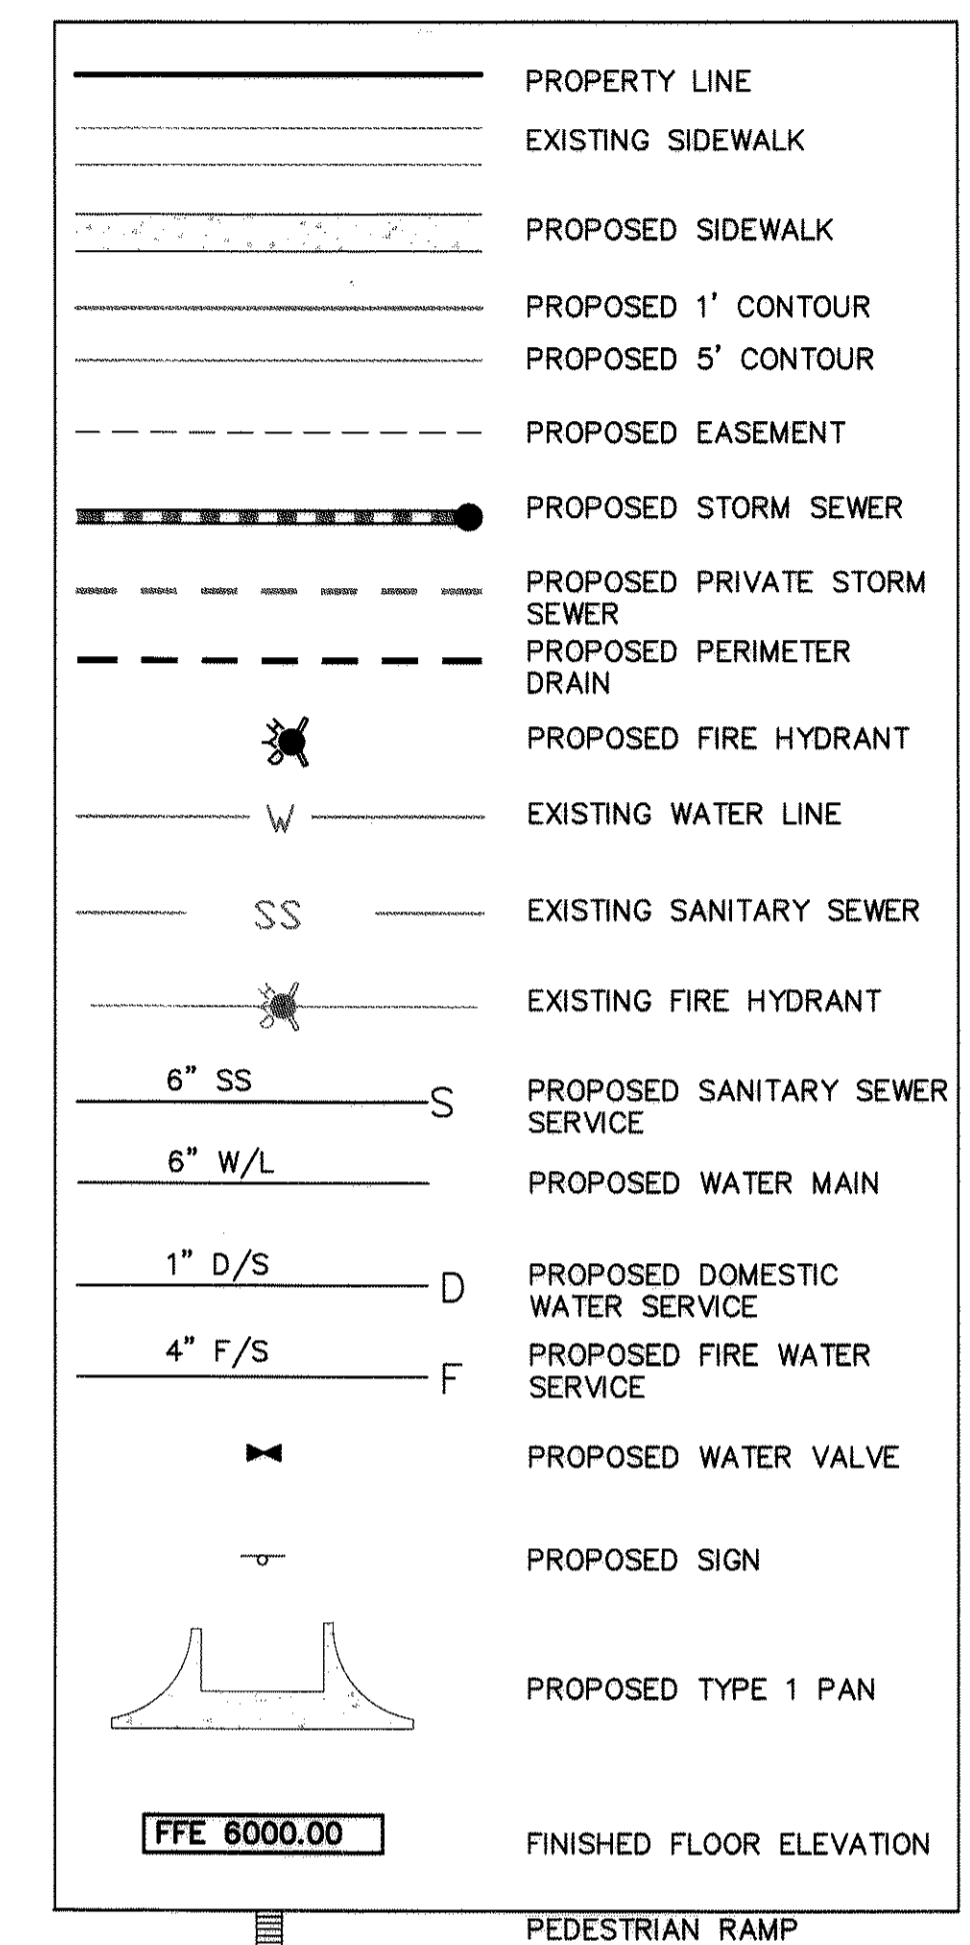 PROPERTY LINE
EXISTING SIDEWALK
PROPOSED SIDEWALK
PROPOSED 1' CONTOUR
PROPOSED 5' CONTOUR
PROPOSED EASEMENT
PROPOSED STORM SEWER
PROPOSED PRIVATE STORM
SEWER
PROPOSED PERIMETER
DRAIN
HYD
PROPOSED FIRE HYDRANT
W
EXISTING WATER LINE
SS
EXISTING SANITARY SEWER
HYD
EXISTING FIRE HYDRANT
6" SS
S
PROPOSED SANITARY SEWER
SERVICE
6" W/L
PROPOSED WATER MAIN
1" D/S
D
PROPOSED DOMESTIC
WATER SERVICE
4" F/S
F
PROPOSED FIRE WATER
SERVICE
PROPOSED WATER VALVE
PROPOSED SIGN
PROPOSED TYPE 1 PAN
FFE 6000.00
FINISHED FLOOR ELEVATION
PEDESTRIAN RAMP